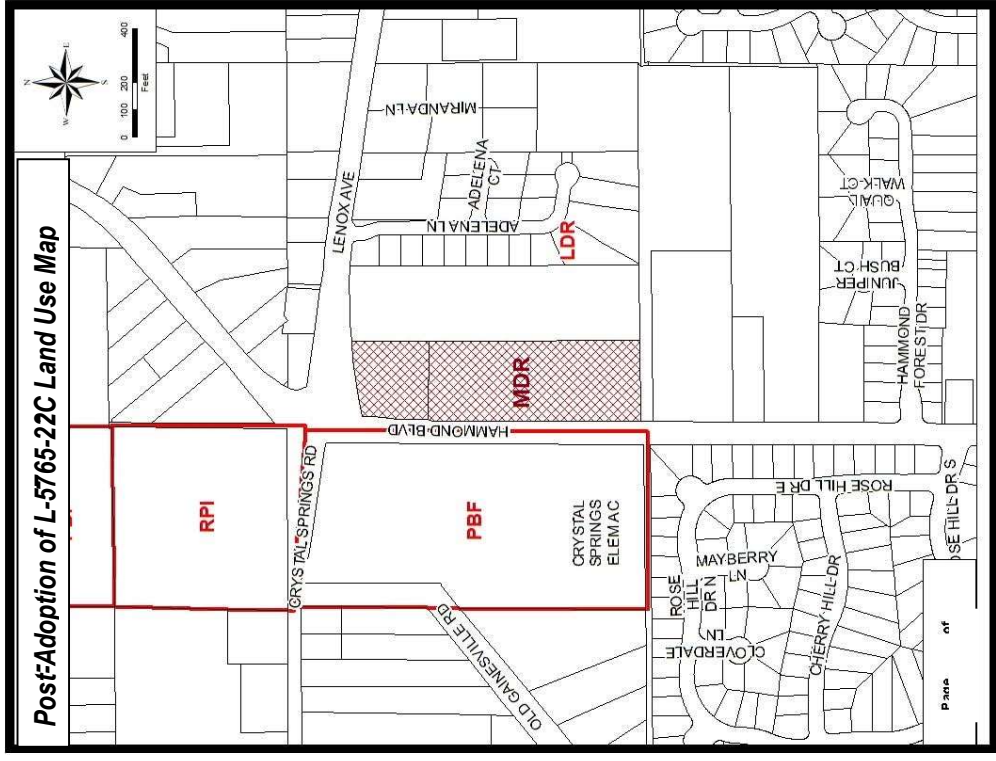 Post-Adoption of L-5765-22C Land Use Map
N
E
S
W
0 100 200 400
Feet
LENOX AVE
MIRANDA LN
ADELENA
CT
ADELENA LN
LDR
MDR
HAMMOND BLVD
RPI
CRYSTAL SPRINGS RD
PBF
CRYSTAL
SPRINGS
ELEM AC
OLD GAINESVILLE RD
QUAIL
WALK CT
JUNIPER
BUSH CT
HAMMOND
FOREST DR
ROSE HILL DR E
ROSE
HILL
DR N
MAYBERRY
LN
CLOVERDALE
LN
CHERRY HILL DR
OSE HILL DR S
Page of